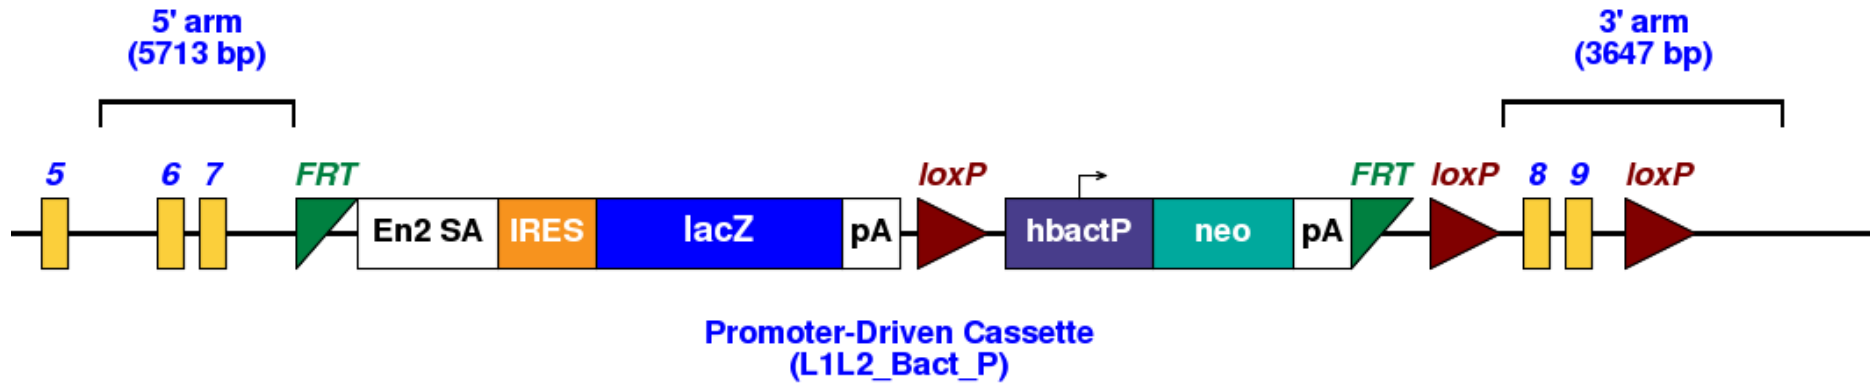 5' arm
(5713 bp)
3' arm
(3647 bp)
5
6
7
FRT
loxP
FRT
loxP
8
9
loxP
En2 SA
IRES
lacZ
pA
hbactP
neo
pA
Promoter-Driven Cassette
(L1L2_Bact_P)